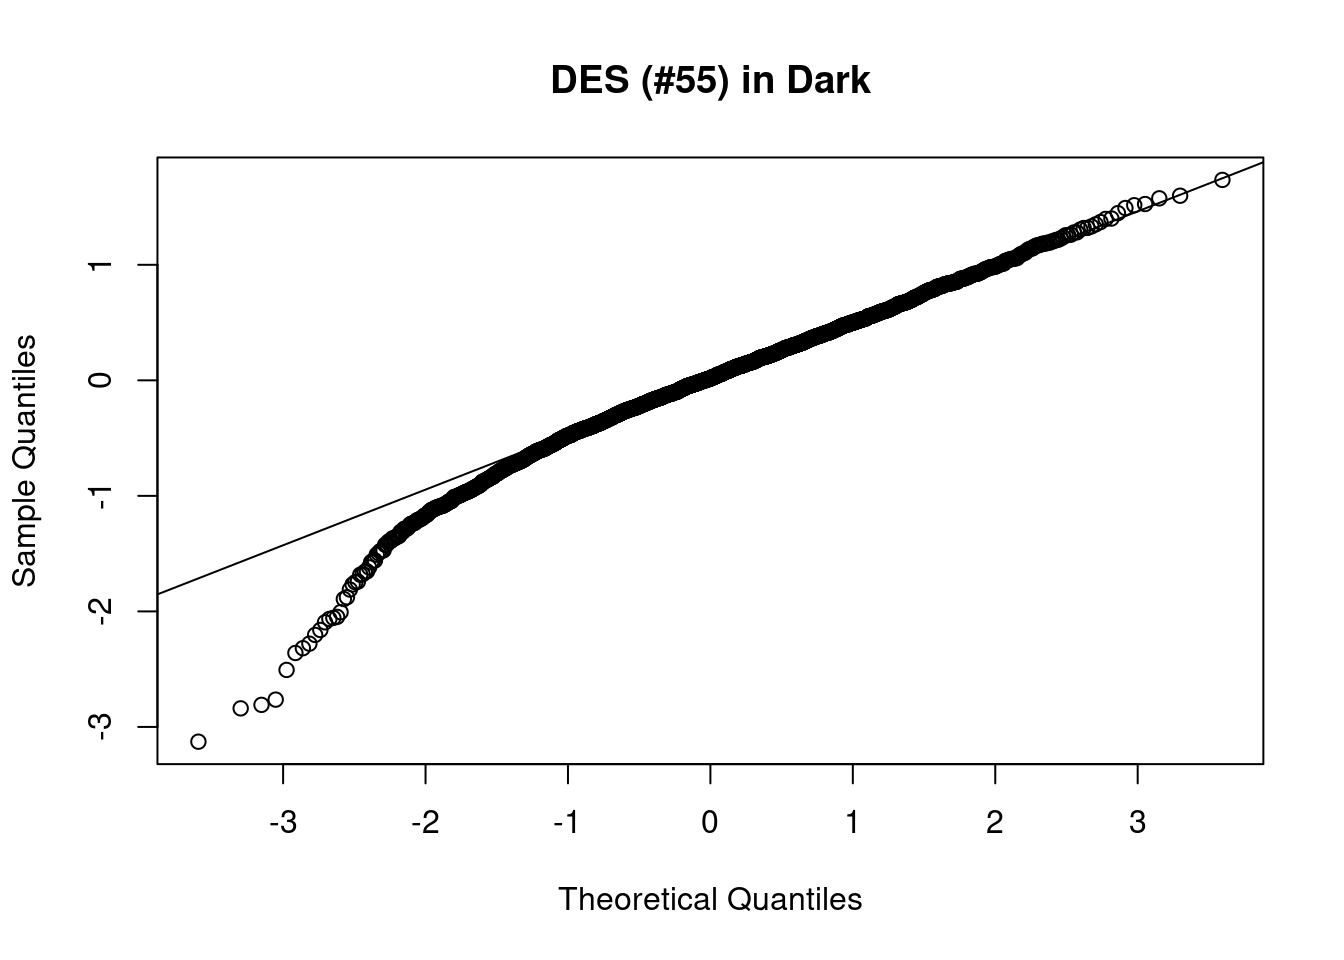 DES (#55) in Dark
Sample Quantiles
1
0
-1
-2
-3
-3 -2 -1 0 1 2 3
Theoretical Quantiles